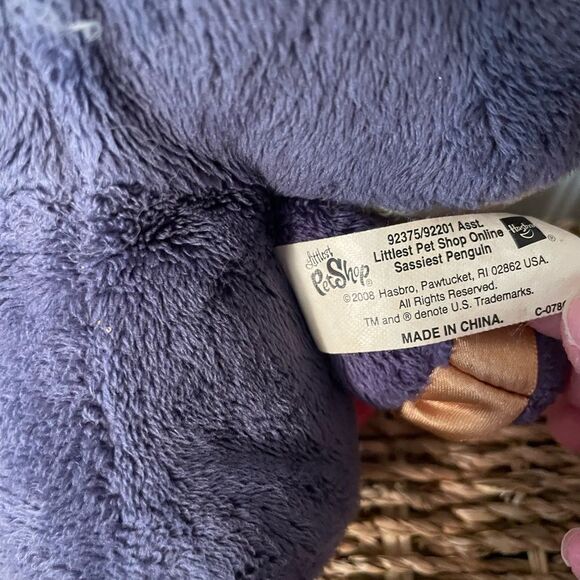 Littlest
PetShop
92375/92201 Asst.
Littlest Pet Shop Online
Sassiest Penguin
Hasbro
©2008 Hasbro, Pawtucket, RI 02862 USA.
All Rights Reserved.
TM and ® denote U.S. Trademarks.
MADE IN CHINA.